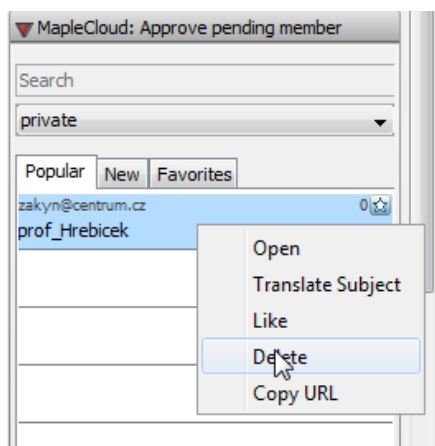 MapleCloud: Approve pending member
Search
private
Popular New Favorites
zakyn@centrum.cz 0
prof_Hrebicek
Open
Translate Subject
Like
Delete
Copy URL